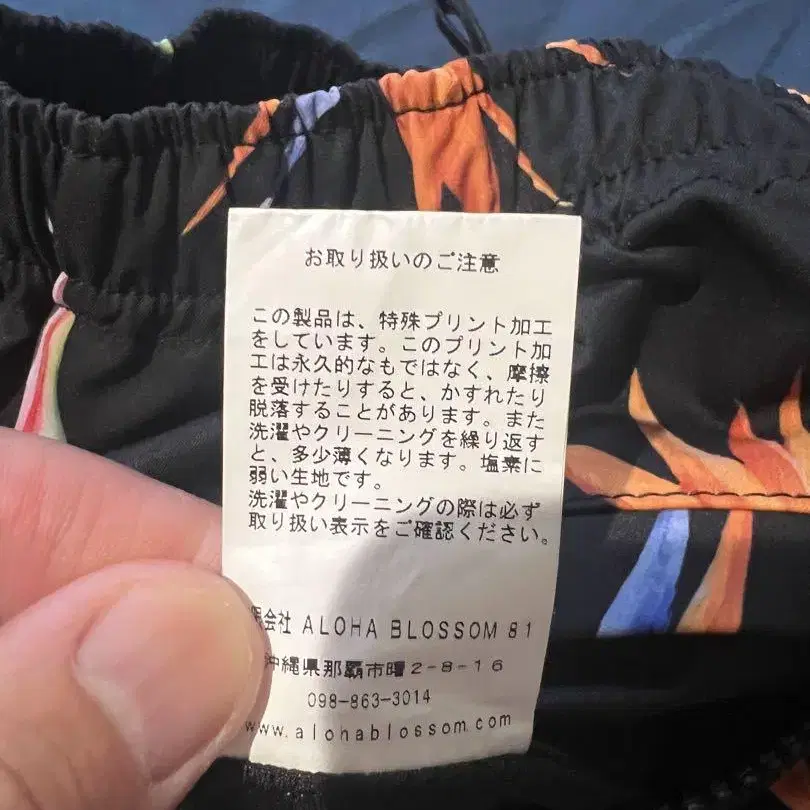 お取り扱いのご注意
この製品は、特殊プリント加工
をしています。このプリント加
工は永久的なもではなく、摩擦
を受けたりすると、かすれたり
脱落することがあります。また
洗濯やクリーニングを繰り返す
と、多少薄くなります。塩素に
弱い生地です。
洗濯やクリーニングの際は必ず
取り扱い表示をご確認ください。
限会社 ALOHA BLOSSOM 81
沖縄県那覇市曙2-8-16
098-863-3014
www.alohablossom.com